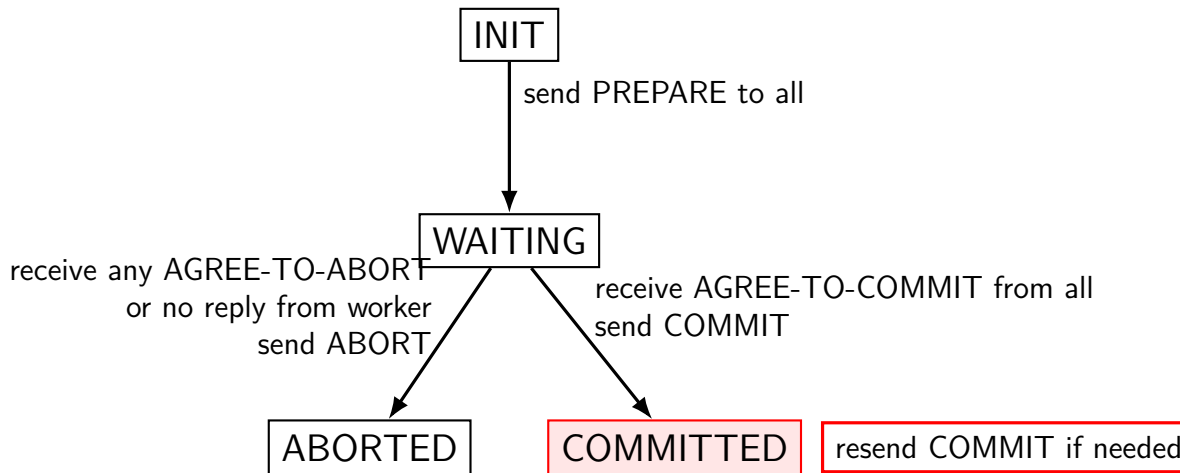 INIT
send PREPARE to all
WAITING
receive any AGREE-TO-ABORT
or no reply from worker
send ABORT
receive AGREE-TO-COMMIT from all
send COMMIT
ABORTED
COMMITTED
resend COMMIT if needed